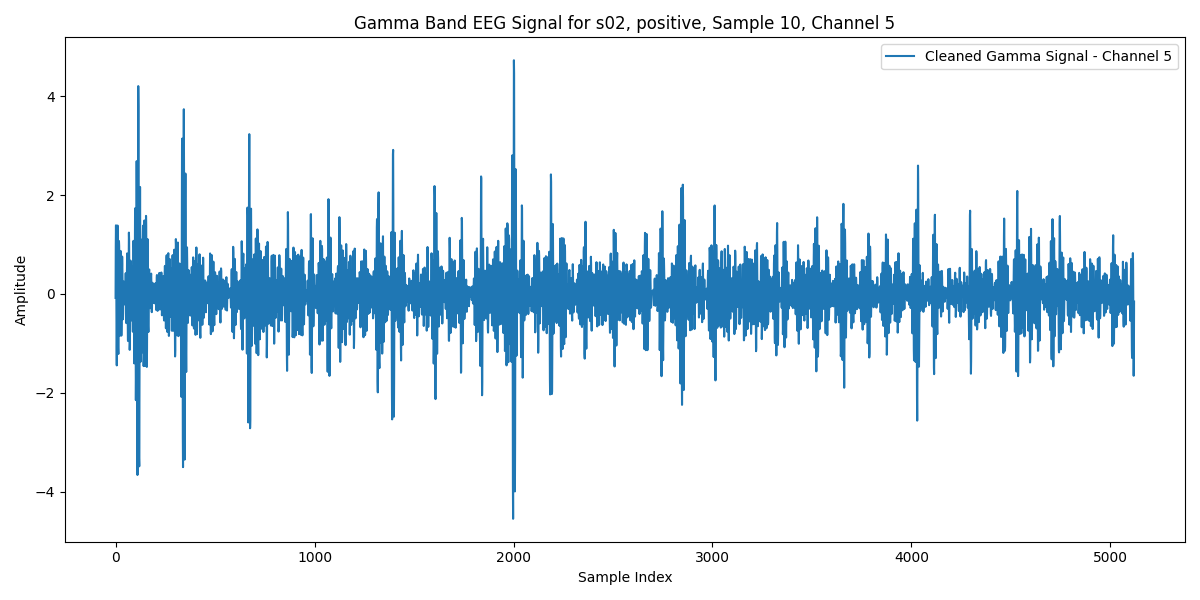 Gamma Band EEG Signal for s02, positive, Sample 10, Channel 5
Cleaned Gamma Signal - Channel 5
Amplitude
4
2
0
−2
−4
0 1000 2000 3000 4000 5000
Sample Index